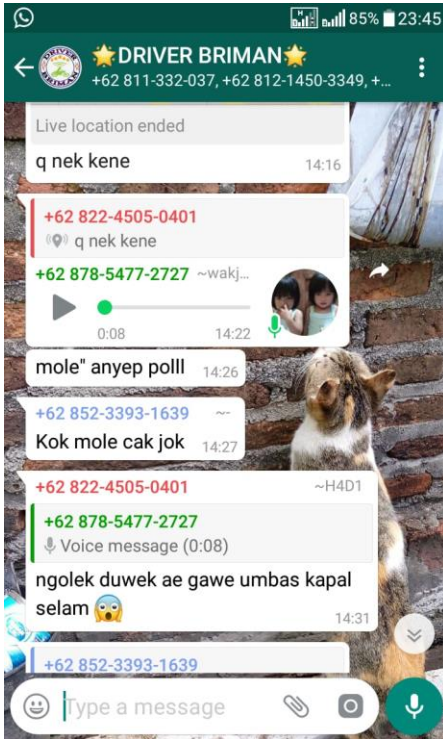 85% 23:45
🌟DRIVER BRIMAN🌟
+62 811-332-037, +62 812-1450-3349, +...
Live location ended
q nek kene 14:16
+62 822-4505-0401
q nek kene
+62 878-5477-2727 ~wakj...
0:08 14:22
mole" anyep polll 14:26
+62 852-3393-1639 ~-
Kok mole cak jok 14:27
+62 822-4505-0401 ~H4D1
+62 878-5477-2727
Voice message (0:08)
ngolek duwek ae gawe umbas kapal
selam 😱 14:31
+62 852-3393-1639
Type a message